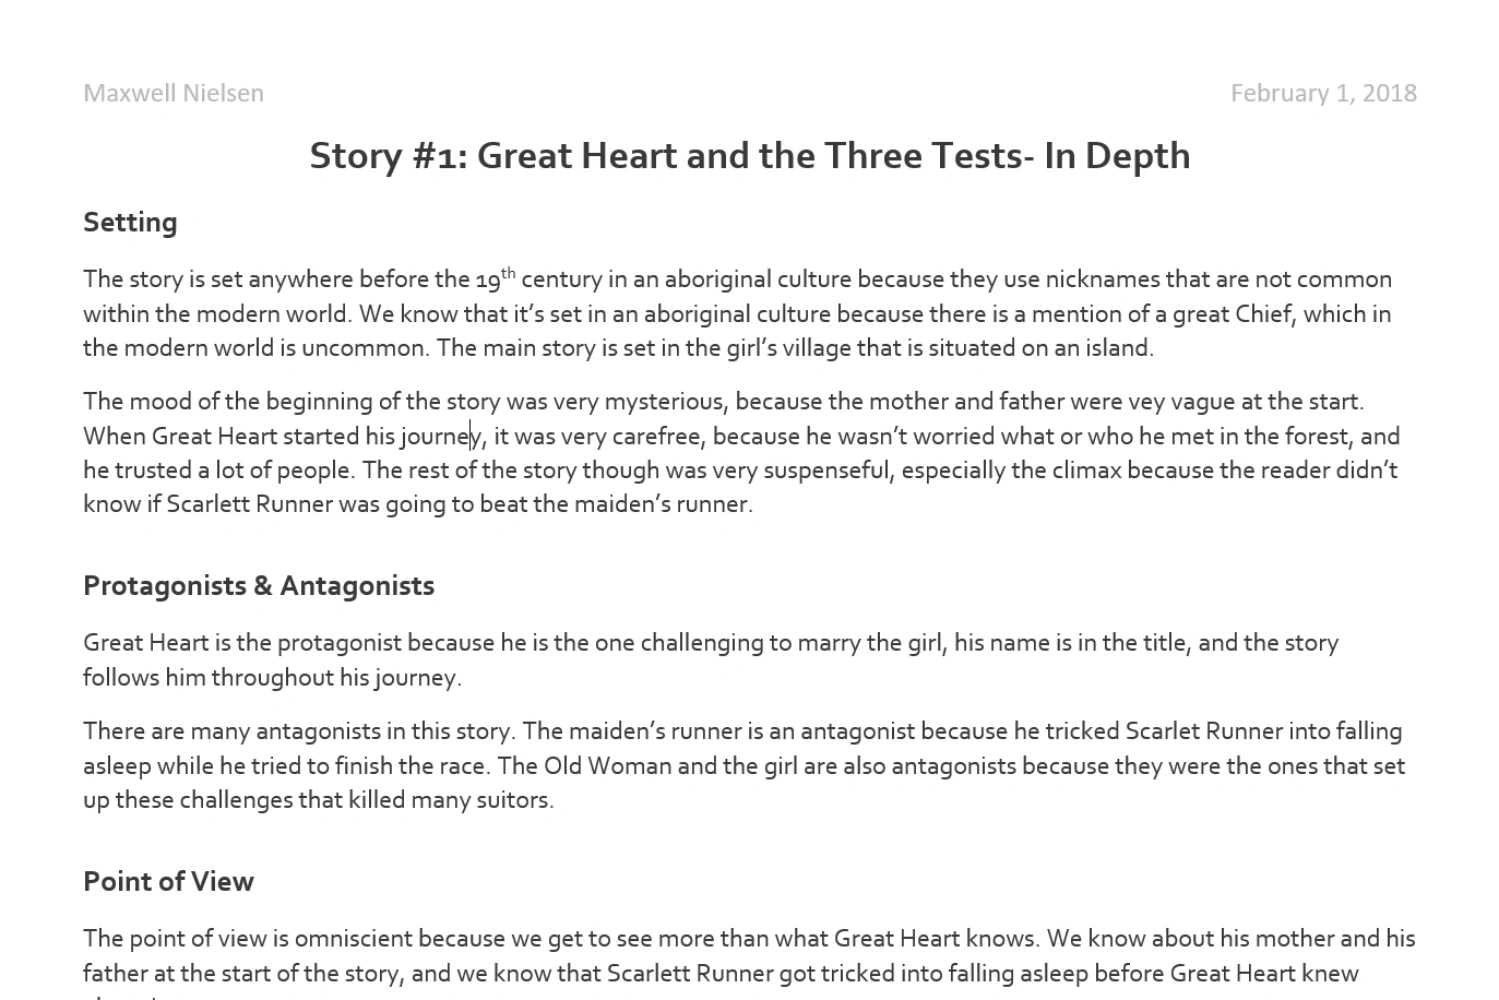 Maxwell Nielsen February 1, 2018
Story #1: Great Heart and the Three Tests- In Depth
Setting
The story is set anywhere before the 19th century in an aboriginal culture because they use nicknames that are not common
within the modern world. We know that it’s set in an aboriginal culture because there is a mention of a great Chief, which in
the modern world is uncommon. The main story is set in the girl’s village that is situated on an island.
The mood of the beginning of the story was very mysterious, because the mother and father were vey vague at the start.
When Great Heart started his journey, it was very carefree, because he wasn’t worried what or who he met in the forest, and
he trusted a lot of people. The rest of the story though was very suspenseful, especially the climax because the reader didn’t
know if Scarlett Runner was going to beat the maiden’s runner.
Protagonists & Antagonists
Great Heart is the protagonist because he is the one challenging to marry the girl, his name is in the title, and the story
follows him throughout his journey.
There are many antagonists in this story. The maiden’s runner is an antagonist because he tricked Scarlet Runner into falling
asleep while he tried to finish the race. The Old Woman and the girl are also antagonists because they were the ones that set
up these challenges that killed many suitors.
Point of View
The point of view is omniscient because we get to see more than what Great Heart knows. We know about his mother and his
father at the start of the story, and we know that Scarlett Runner got tricked into falling asleep before Great Heart knew